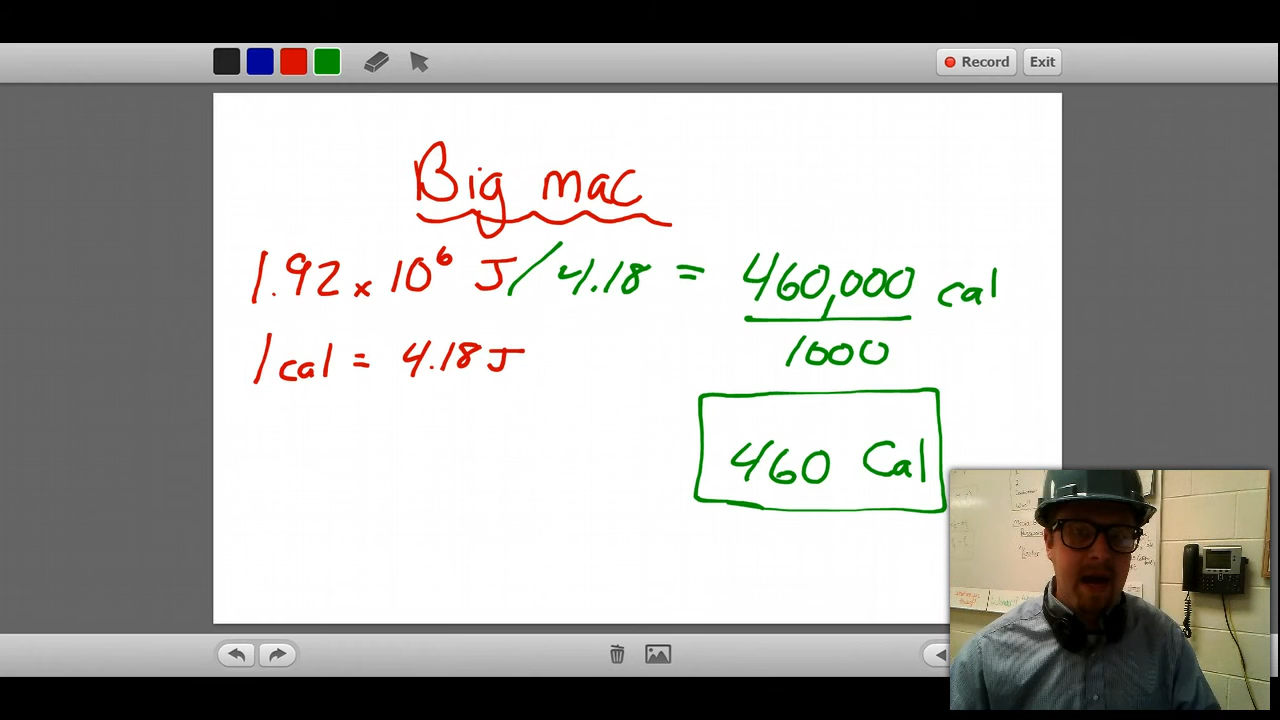 Record Exit
Big mac
1.92 x 10⁶ J / 4.18 = 460,000 cal
1000
1 cal = 4.18 J
460 Cal